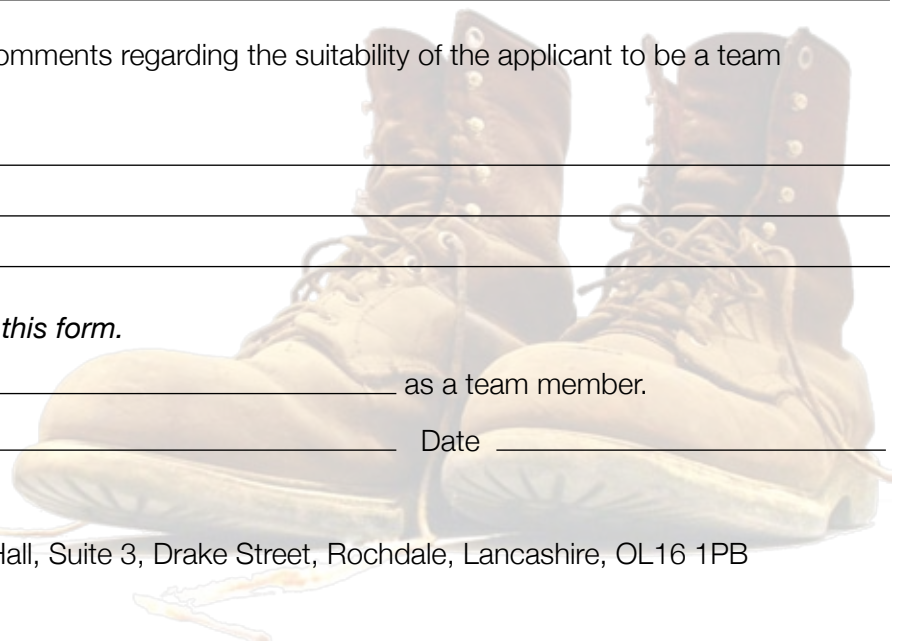 omments regarding the suitability of the applicant to be a team
this form.
as a team member.
Date
Hall, Suite 3, Drake Street, Rochdale, Lancashire, OL16 1PB